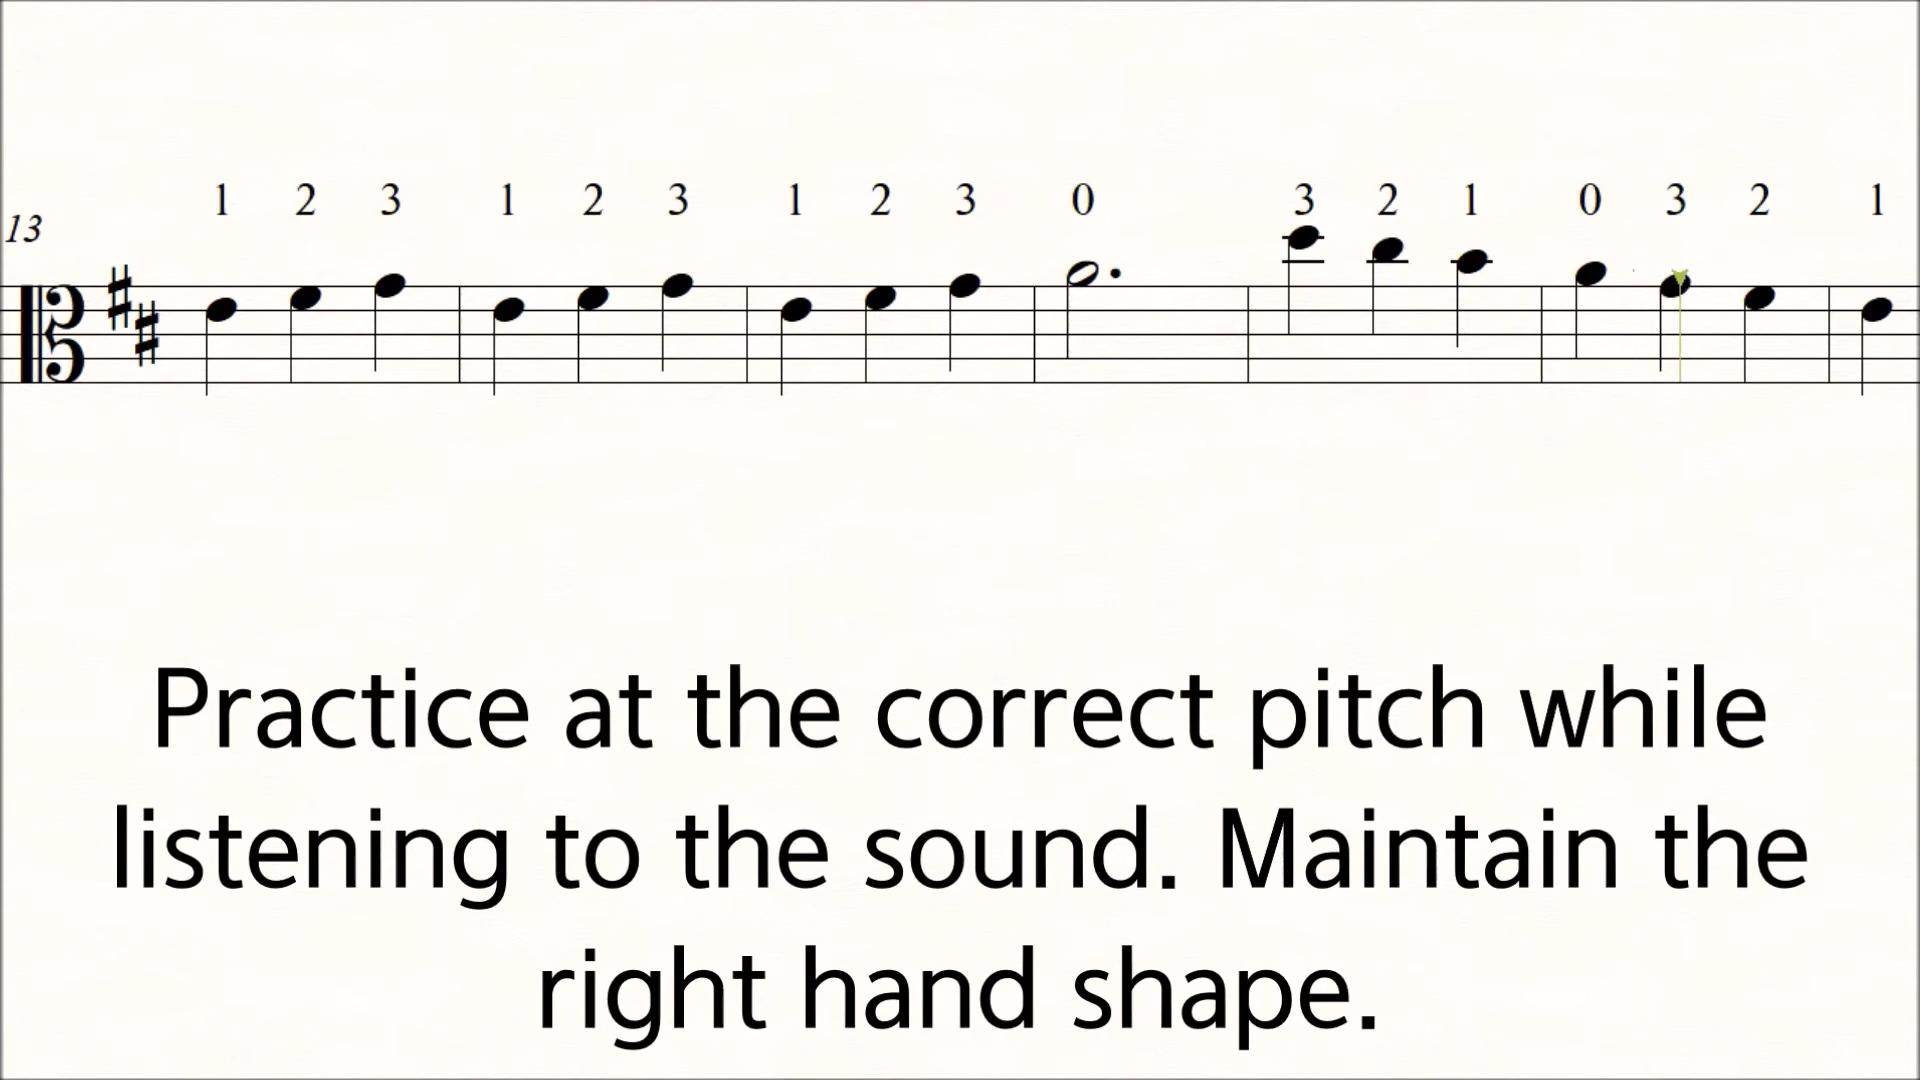 1 2 3 1 2 3 1 2 3 0 3 2 1 0 3 2 1
13
Practice at the correct pitch while
listening to the sound. Maintain the
right hand shape.